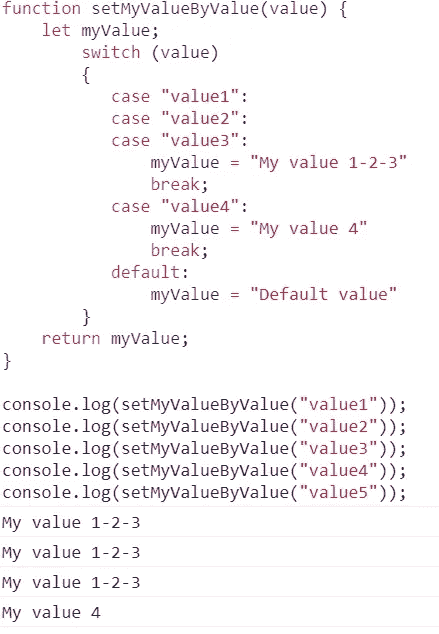 function setMyValueByValue(value) {
    let myValue;
        switch (value)
        {
           case "value1":
           case "value2":
           case "value3":
               myValue = "My value 1-2-3"
               break;
           case "value4":
               myValue = "My value 4"
               break;
           default:
               myValue = "Default value"
        }
    return myValue;
}

console.log(setMyValueByValue("value1"));
console.log(setMyValueByValue("value2"));
console.log(setMyValueByValue("value3"));
console.log(setMyValueByValue("value4"));
console.log(setMyValueByValue("value5"));
My value 1-2-3
My value 1-2-3
My value 1-2-3
My value 4